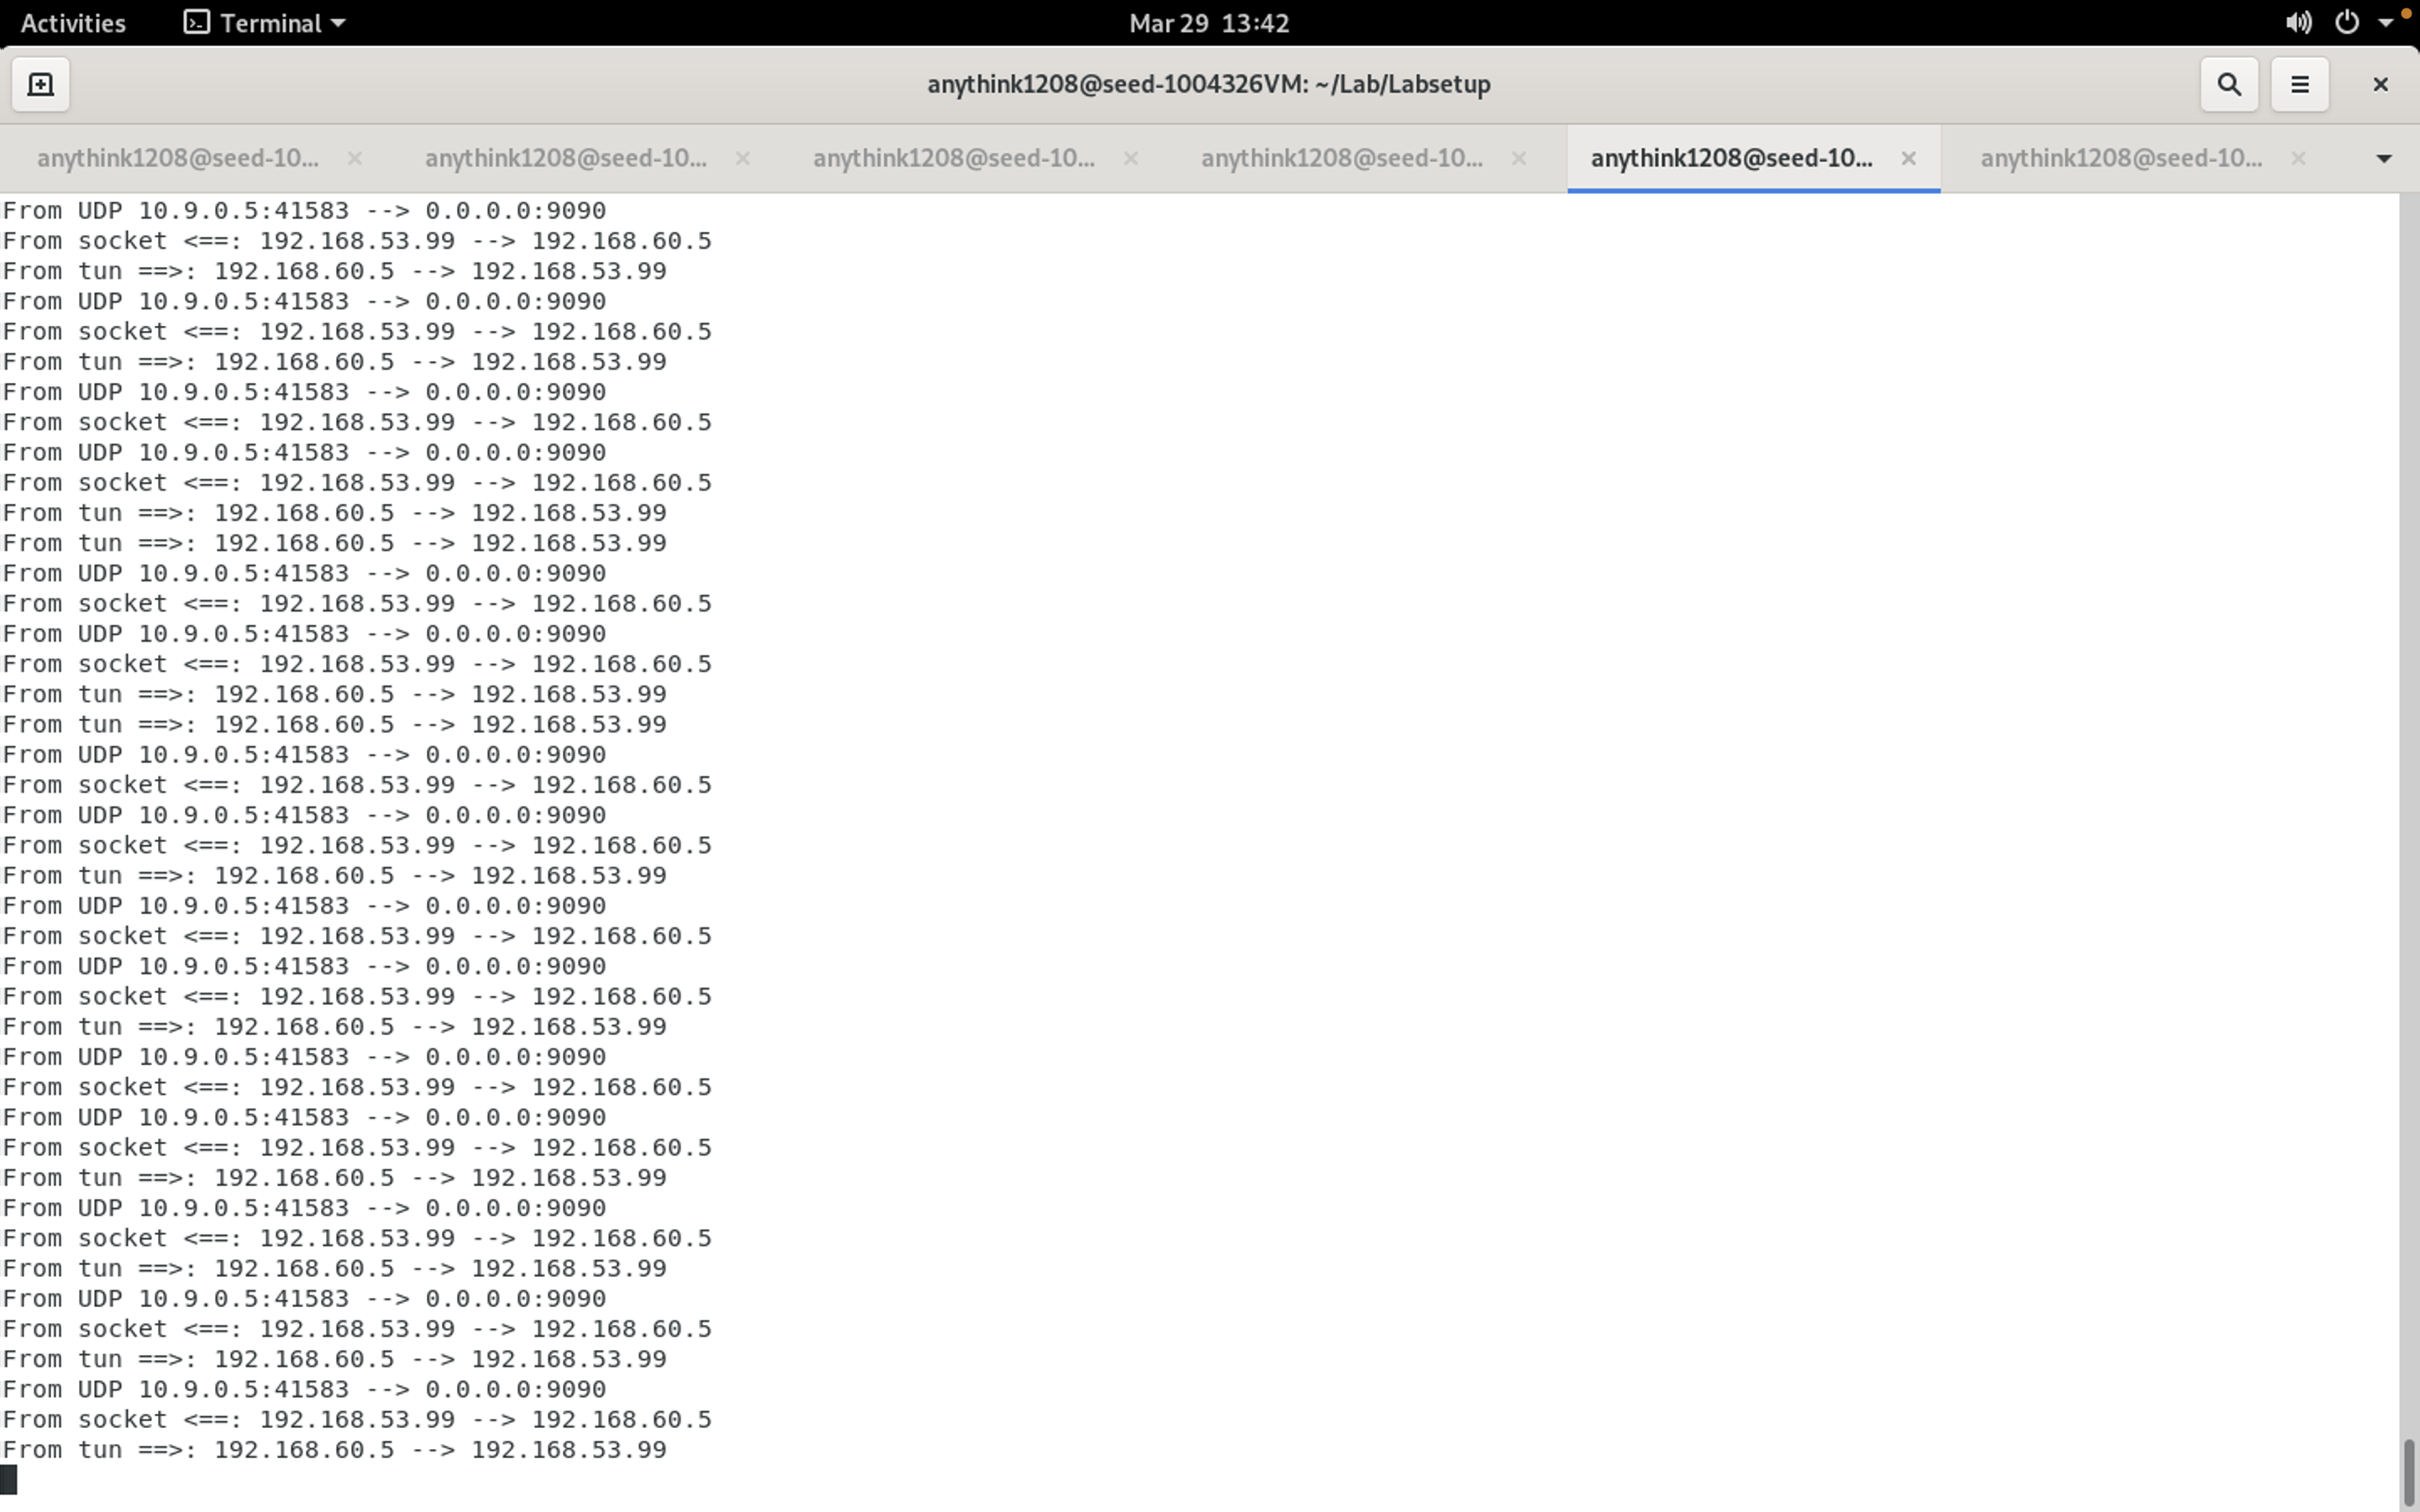 Activities Terminal Mar 29 13:42
anythink1208@seed-1004326VM: ~/Lab/Labsetup
anythink1208@seed-10... anythink1208@seed-10... anythink1208@seed-10... anythink1208@seed-10... anythink1208@seed-10... anythink1208@seed-10...
From UDP 10.9.0.5:41583 --> 0.0.0.0:9090
From socket <==: 192.168.53.99 --> 192.168.60.5
From tun ==>: 192.168.60.5 --> 192.168.53.99
From UDP 10.9.0.5:41583 --> 0.0.0.0:9090
From socket <==: 192.168.53.99 --> 192.168.60.5
From tun ==>: 192.168.60.5 --> 192.168.53.99
From UDP 10.9.0.5:41583 --> 0.0.0.0:9090
From socket <==: 192.168.53.99 --> 192.168.60.5
From UDP 10.9.0.5:41583 --> 0.0.0.0:9090
From socket <==: 192.168.53.99 --> 192.168.60.5
From tun ==>: 192.168.60.5 --> 192.168.53.99
From tun ==>: 192.168.60.5 --> 192.168.53.99
From UDP 10.9.0.5:41583 --> 0.0.0.0:9090
From socket <==: 192.168.53.99 --> 192.168.60.5
From UDP 10.9.0.5:41583 --> 0.0.0.0:9090
From socket <==: 192.168.53.99 --> 192.168.60.5
From tun ==>: 192.168.60.5 --> 192.168.53.99
From tun ==>: 192.168.60.5 --> 192.168.53.99
From UDP 10.9.0.5:41583 --> 0.0.0.0:9090
From socket <==: 192.168.53.99 --> 192.168.60.5
From UDP 10.9.0.5:41583 --> 0.0.0.0:9090
From socket <==: 192.168.53.99 --> 192.168.60.5
From tun ==>: 192.168.60.5 --> 192.168.53.99
From UDP 10.9.0.5:41583 --> 0.0.0.0:9090
From socket <==: 192.168.53.99 --> 192.168.60.5
From UDP 10.9.0.5:41583 --> 0.0.0.0:9090
From socket <==: 192.168.53.99 --> 192.168.60.5
From tun ==>: 192.168.60.5 --> 192.168.53.99
From UDP 10.9.0.5:41583 --> 0.0.0.0:9090
From socket <==: 192.168.53.99 --> 192.168.60.5
From UDP 10.9.0.5:41583 --> 0.0.0.0:9090
From socket <==: 192.168.53.99 --> 192.168.60.5
From tun ==>: 192.168.60.5 --> 192.168.53.99
From UDP 10.9.0.5:41583 --> 0.0.0.0:9090
From socket <==: 192.168.53.99 --> 192.168.60.5
From tun ==>: 192.168.60.5 --> 192.168.53.99
From UDP 10.9.0.5:41583 --> 0.0.0.0:9090
From socket <==: 192.168.53.99 --> 192.168.60.5
From tun ==>: 192.168.60.5 --> 192.168.53.99
From UDP 10.9.0.5:41583 --> 0.0.0.0:9090
From socket <==: 192.168.53.99 --> 192.168.60.5
From tun ==>: 192.168.60.5 --> 192.168.53.99